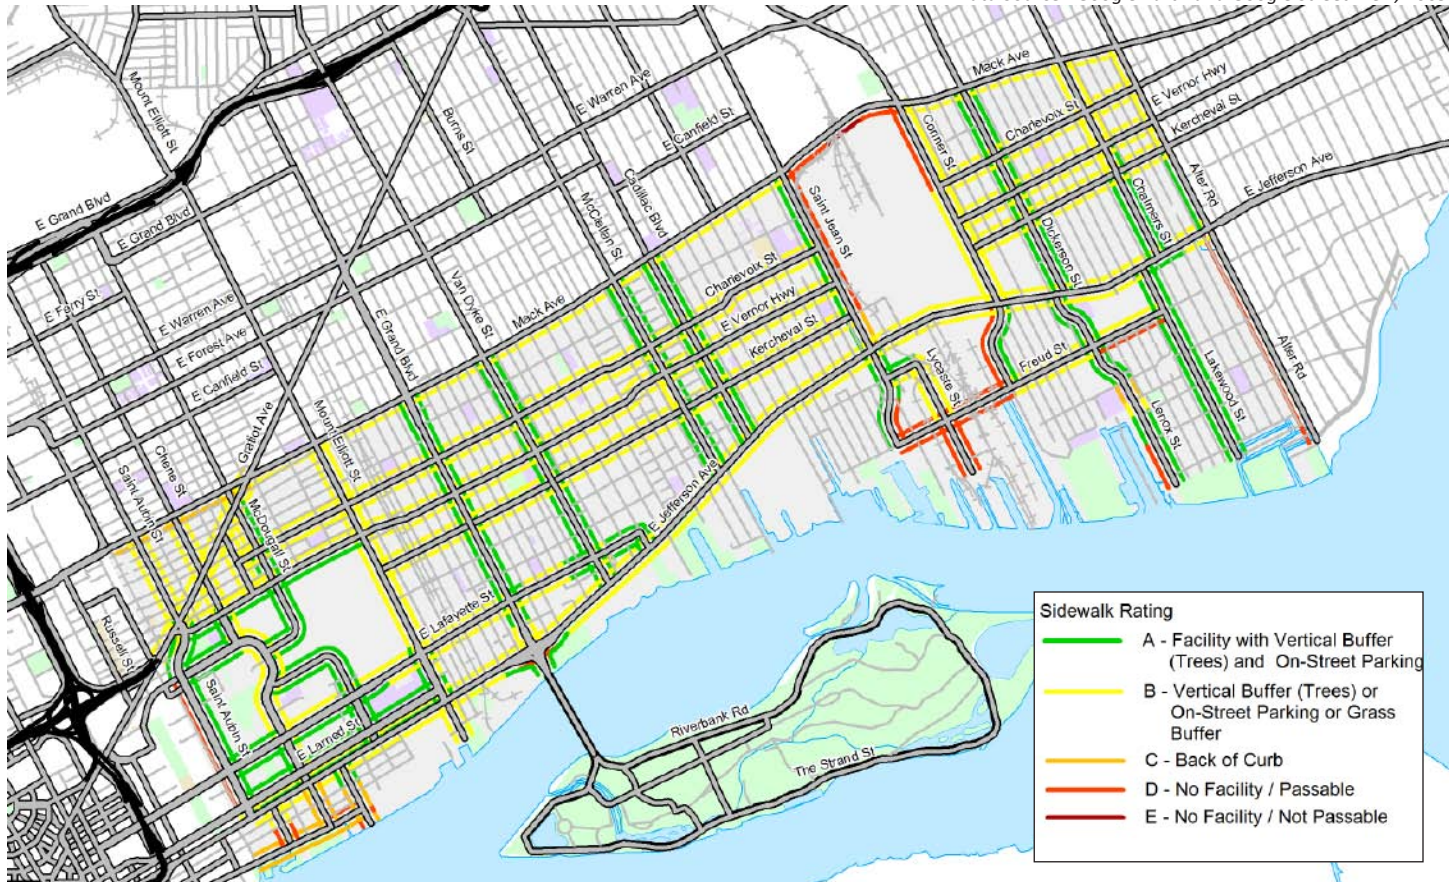 Mack Ave
E Vernor Hwy
Kercheval St
Charlevoix St
Conner St
E Jefferson Ave
Alter Rd
Chalmers St
Dickerson St
Mount Elliott St
Burns St
E Warren Ave
E Canfield St
Cadillac Blvd
McClellan St
Saint Jean St
E Grand Blvd
E Grand Blvd
E Ferry St
E Warren Ave
E Forest Ave
E Canfield St
Van Dyke St
Mack Ave
Charlevoix St
E Vernor Hwy
Kercheval St
E Grand Blvd
Lycaste St
Freud St
Alter Rd
Lakewood St
Lenox St
Gratiot Ave
Mount Elliott St
Chene St
Saint Aubin St
McDougall St
E Jefferson Ave
E Lafayette St
Russell St
Saint Aubin St
E Larned St
Riverbank Rd
The Strand St
Sidewalk Rating
A - Facility with Vertical Buffer
(Trees) and On-Street Parking
B - Vertical Buffer (Trees) or
On-Street Parking or Grass
Buffer
C - Back of Curb
D - No Facility / Passable
E - No Facility / Not Passable